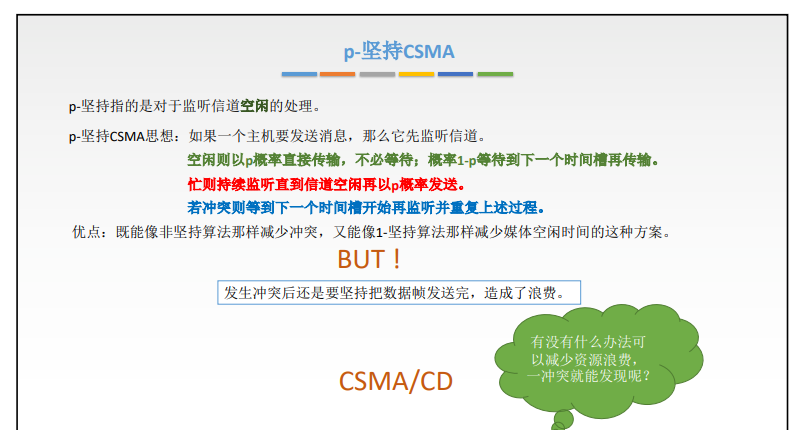 p-坚持CSMA
p-坚持指的是对于监听信道空闲的处理。
p-坚持CSMA思想：如果一个主机要发送消息，那么它先监听信道。
空闲则以p概率直接传输，不必等待；概率1-p等待到下一个时间槽再传输。
忙则持续监听直到信道空闲再以p概率发送。
若冲突则等到下一个时间槽开始再监听并重复上述过程。
优点：既能像非坚持算法那样减少冲突，又能像1-坚持算法那样减少媒体空闲时间的这种方案。
BUT！
发生冲突后还是要坚持把数据帧发送完，造成了浪费。
有没有什么办法可
以减少资源浪费，
一冲突就能发现呢？
CSMA/CD